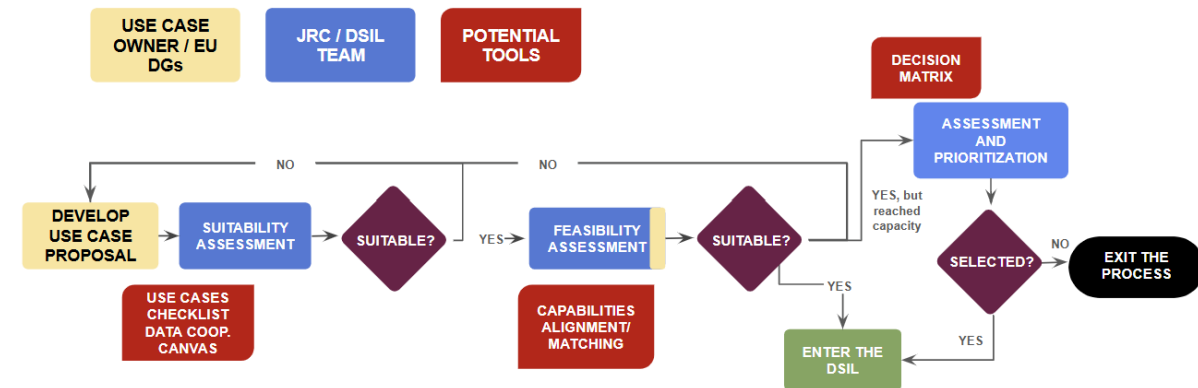 USE CASE
OWNER / EU
DGs
JRC / DSIL
TEAM
POTENTIAL
TOOLS
DECISION
MATRIX
ASSESSMENT
AND
PRIORITIZATION
NO
NO
YES, but
reached
capacity
DEVELOP
USE CASE
PROPOSAL
SUITABILITY
ASSESSMENT
SUITABLE?
YES
FEASIBILITY
ASSESSMENT
SUITABLE?
SELECTED?
NO
EXIT THE
PROCESS
USE CASES
CHECKLIST
DATA COOP.
CANVAS
CAPABILITIES
ALIGNMENT/
MATCHING
YES
YES
ENTER THE
DSIL